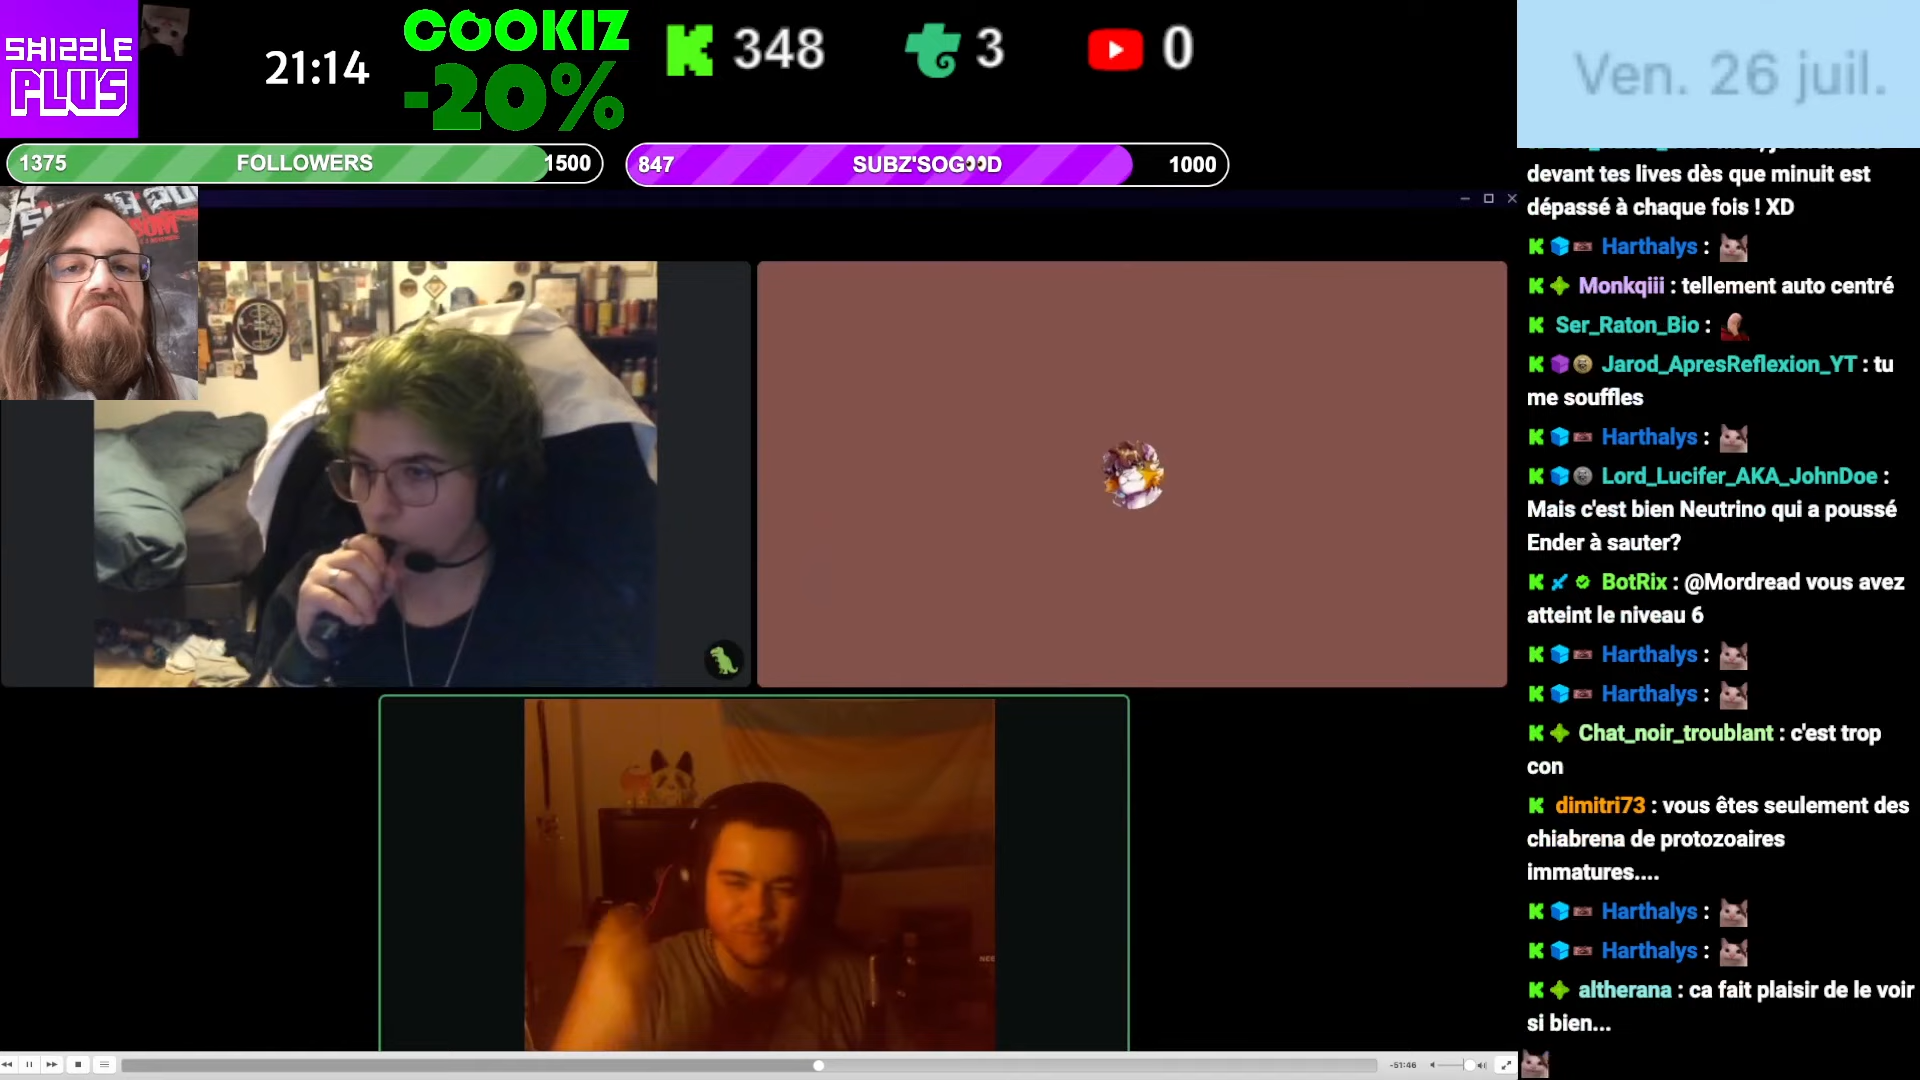 SHIZZLE
PLUS
21:14
COOKIZ
-20%
348
3
0
Ven. 26 juil.
1375 FOLLOWERS 1500
847 SUBZ'SOG👀D 1000
devant tes lives dès que minuit est
dépassé à chaque fois ! XD
Harthalys :
Monkqiii : tellement auto centré
Ser_Raton_Bio :
Jarod_ApresReflexion_YT : tu
me souffles
Harthalys :
Lord_Lucifer_AKA_JohnDoe :
Mais c'est bien Neutrino qui a poussé
Ender à sauter?
BotRix : @Mordread vous avez
atteint le niveau 6
Harthalys :
Harthalys :
Chat_noir_troublant : c'est trop
con
dimitri73 : vous êtes seulement des
chiabrena de protozoaires
immatures....
Harthalys :
Harthalys :
altherana : ca fait plaisir de le voir
si bien...
-51:46